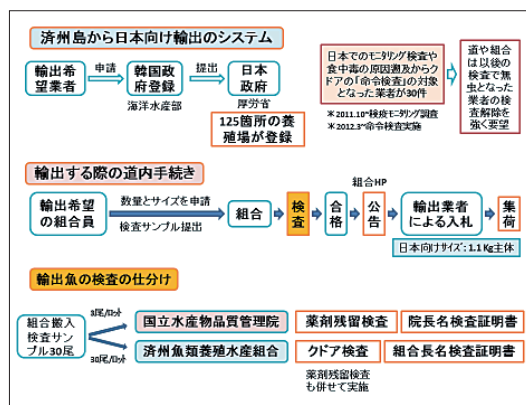 済州島から日本向け輸出のシステム
輸出希
望業者
申請
韓国政
府登録
海洋水産部
提出
日本
政府
厚労省
125箇所の養
殖場が登録
日本でのモニタリング検査や
食中毒の原因遡及からク
ドアの「命令検査」の対象
となった業者が30件
*2011.10~検疫モニタリング調査
*2012.3~命令検査実施
道や組合
は以後の
検査で無
虫となった
業者の検
査解除を
強く要望
輸出する際の道内手続き
輸出希望
の組合員
数量とサイズを申請
検査サンプル提出
組合
検査
合格
組合HP
公告
輸出業者
による入札
集荷
日本向けサイズ:1.1Kg主体
輸出魚の検査の仕分け
組合搬入
検査サン
プル30尾
3尾/ロット
国立水産物品質管理院
薬剤残留検査
院長名検査証明書
30尾/ロット
済州魚類養殖水産組合
クドア検査
組合長名検査証明書
薬剤残留検査
も併せて実施